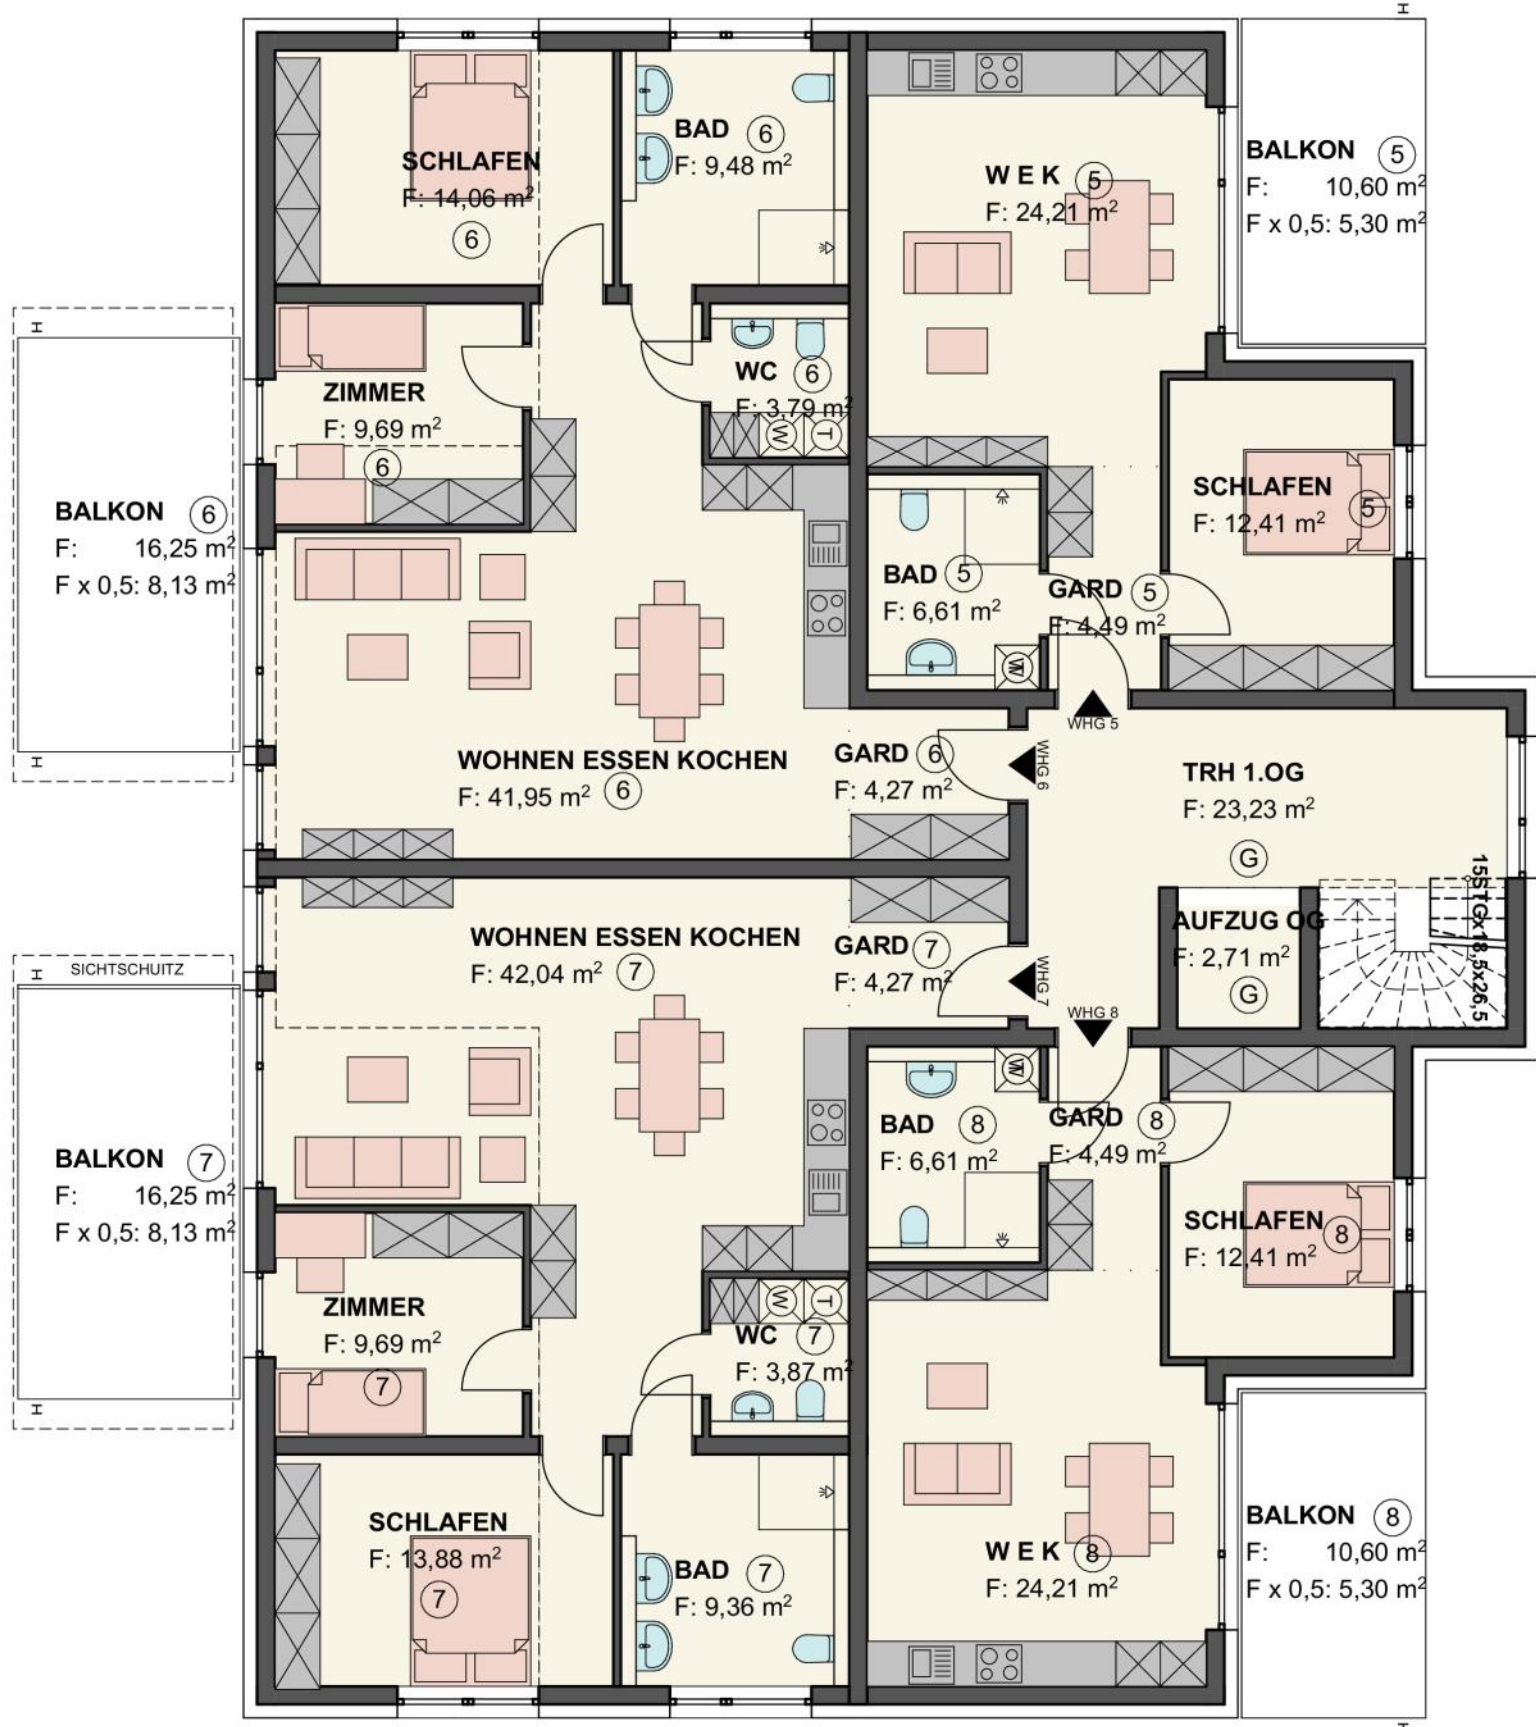 SCHLAFEN
F: 14,06 m²
6
BAD 6
F: 9,48 m²
W E K 5
F: 24,21 m²
BALKON 5
F: 10,60 m²
F x 0,5: 5,30 m²
ZIMMER
F: 9,69 m²
6
WC 6
F: 3,79 m²
W T
BALKON 6
F: 16,25 m²
F x 0,5: 8,13 m²
SCHLAFEN
F: 12,41 m² 5
BAD 5
F: 6,61 m²
GARD 5
F: 4,49 m²
WHG 5
WOHNEN ESSEN KOCHEN
F: 41,95 m² 6
GARD 6
F: 4,27 m²
WHG 6
TRH 1.OG
F: 23,23 m²
G
15STGx18,5x26,5
AUFZUG OG
F: 2,71 m²
G
WOHNEN ESSEN KOCHEN
F: 42,04 m² 7
GARD 7
F: 4,27 m²
WHG 7
WHG 8
SICHTSCHUITZ
BALKON 7
F: 16,25 m²
F x 0,5: 8,13 m²
BAD 8
F: 6,61 m²
GARD 8
F: 4,49 m²
SCHLAFEN 8
F: 12,41 m²
ZIMMER
F: 9,69 m²
7
W T
WC 7
F: 3,87 m²
SCHLAFEN
F: 13,88 m²
7
BAD 7
F: 9,36 m²
W E K 8
F: 24,21 m²
BALKON 8
F: 10,60 m²
F x 0,5: 5,30 m²